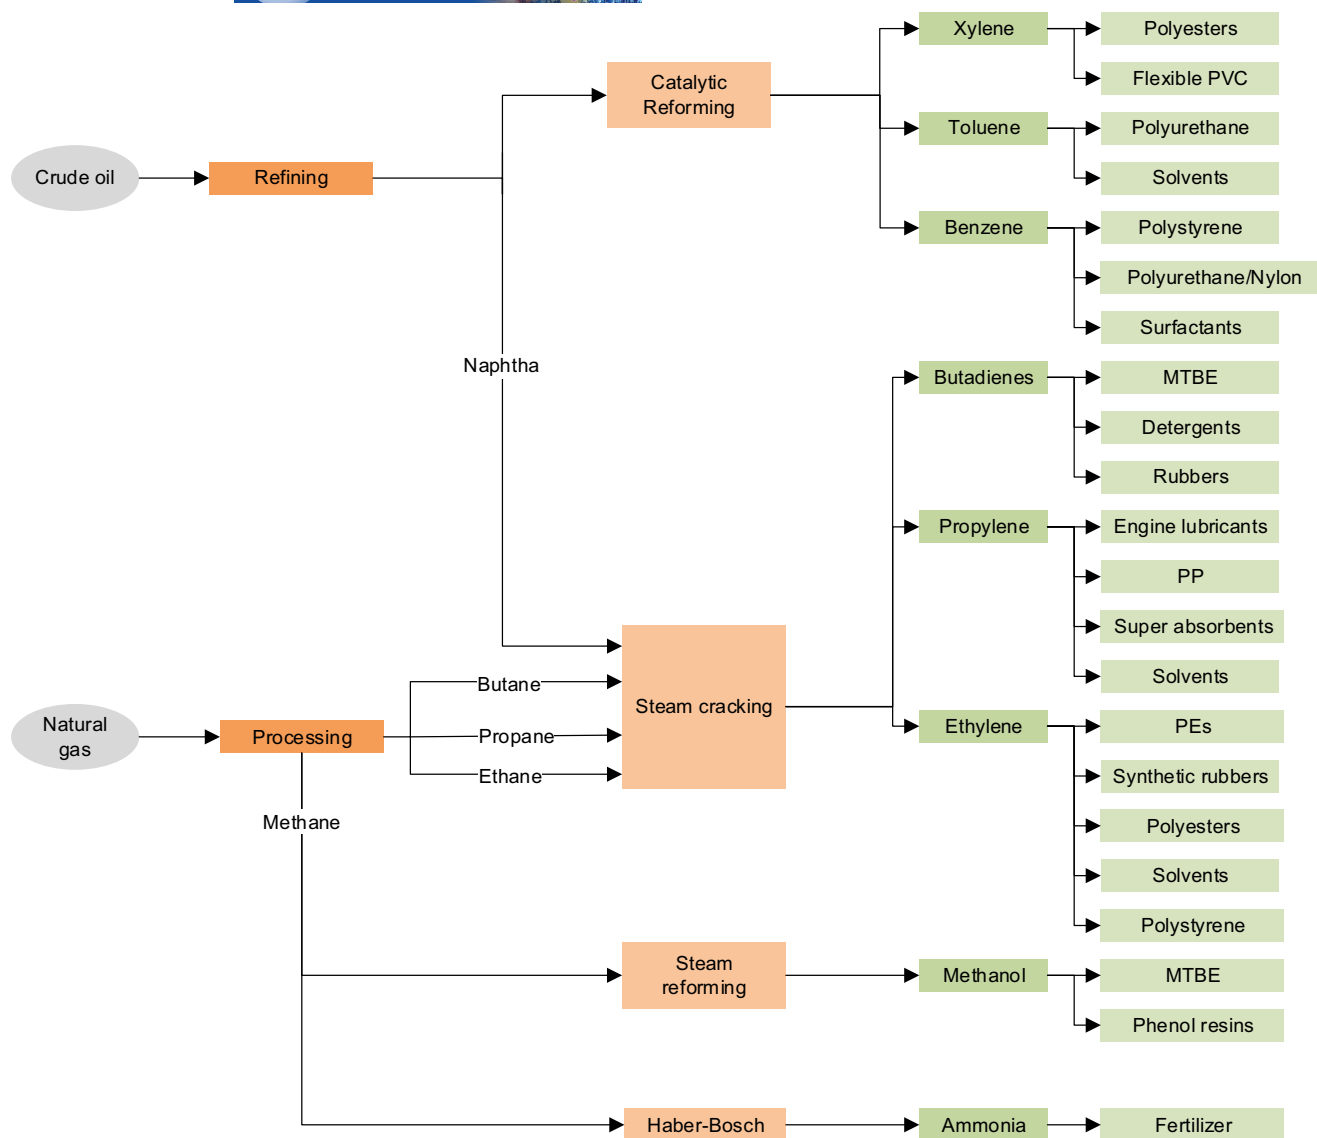 Xylene
Polyesters
Catalytic
Reforming
Flexible PVC
Toluene
Polyurethane
Crude oil
Refining
Solvents
Benzene
Polystyrene
Polyurethane/Nylon
Surfactants
Naphtha
Butadienes
MTBE
Detergents
Rubbers
Propylene
Engine lubricants
PP
Super absorbents
Solvents
Butane
Steam cracking
Natural
gas
Processing
Propane
Ethylene
PEs
Ethane
Synthetic rubbers
Methane
Polyesters
Solvents
Polystyrene
Steam
reforming
Methanol
MTBE
Phenol resins
Haber-Bosch
Ammonia
Fertilizer